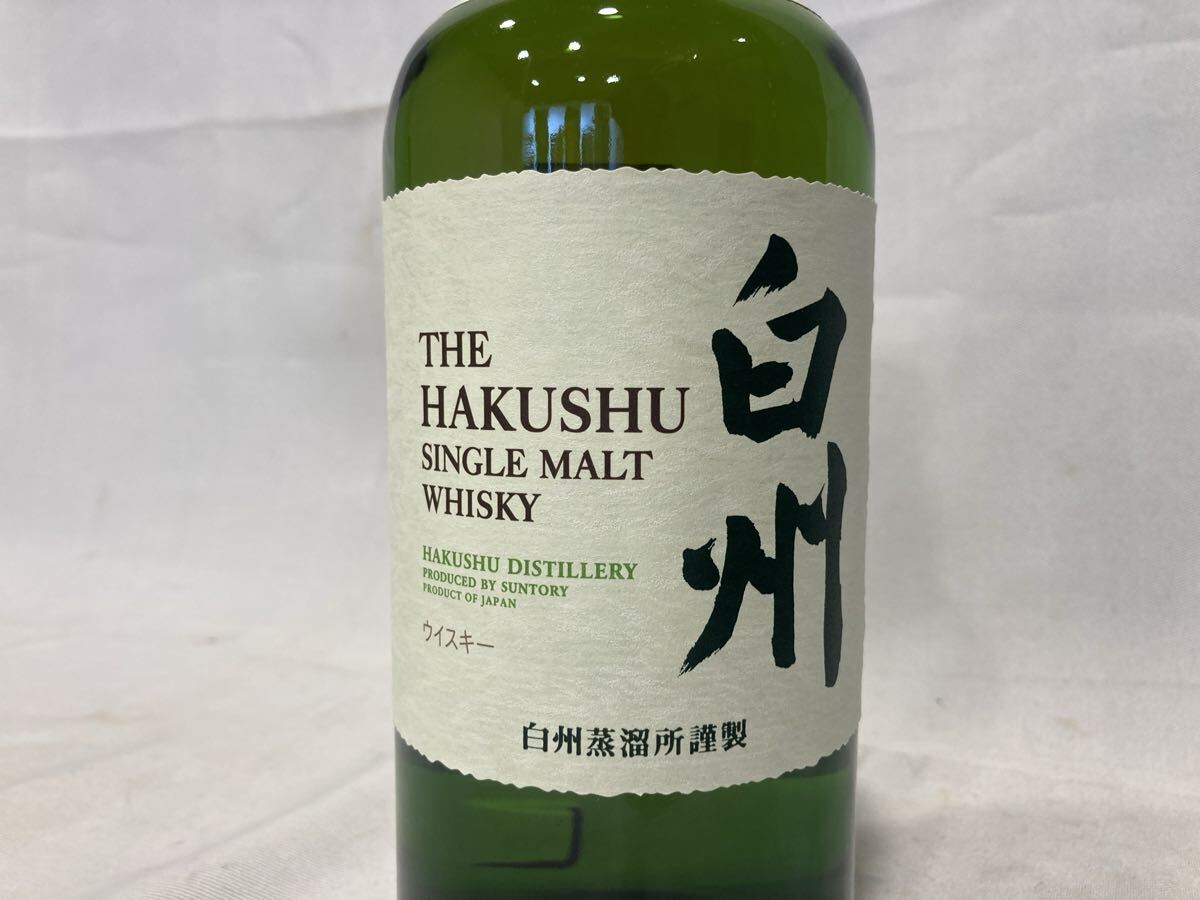 THE
HAKUSHU
SINGLE MALT
WHISKY
HAKUSHU DISTILLERY
PRODUCED BY SUNTORY
PRODUCT OF JAPAN
ウイスキー
白州
白州蒸溜所謹製